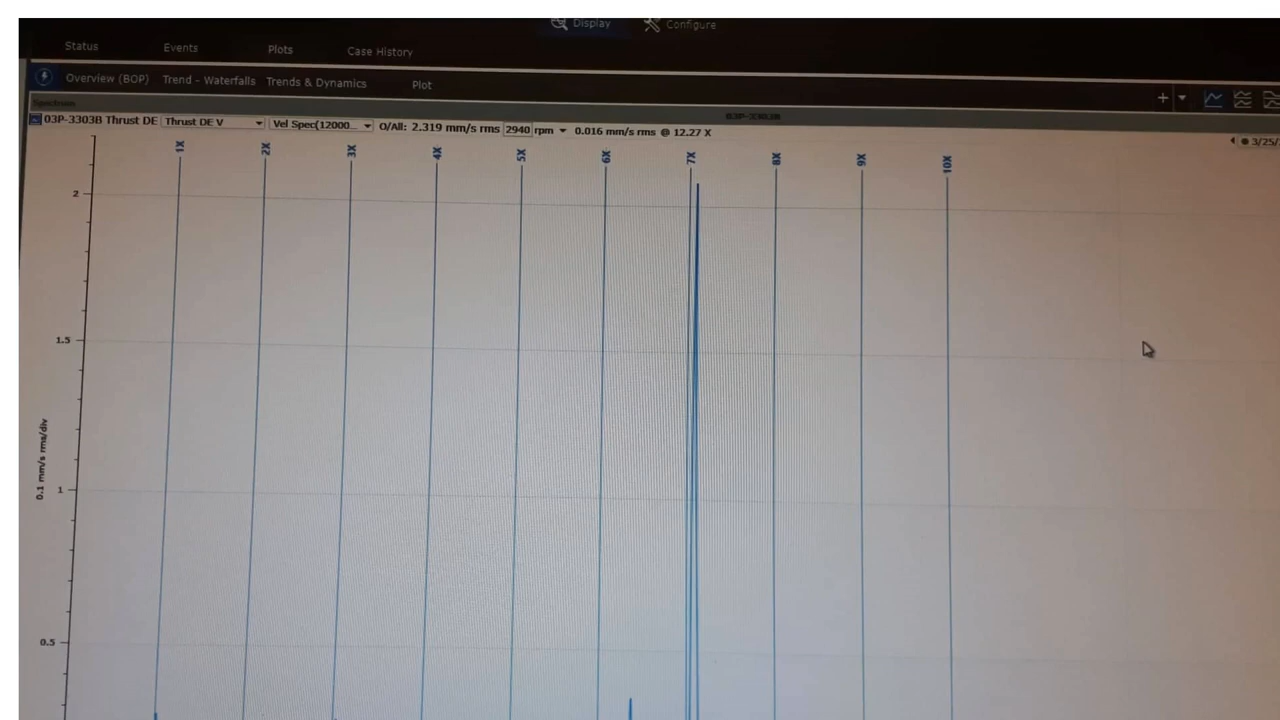 Display Configure
Status Events Plots Case History
Overview (BOP) Trend - Waterfalls Trends & Dynamics Plot
Spectrum
03P-3303B
03P-3303B Thrust DE Thrust DE V Vel Spec(12000... O/All: 2.319 mm/s rms 2940 rpm 0.016 mm/s rms @ 12.27 X
3/25/
1X 2X 3X 4X 5X 6X 7X 8X 9X 10X
2
1.5
0.1 mm/s rms/div
1
0.5